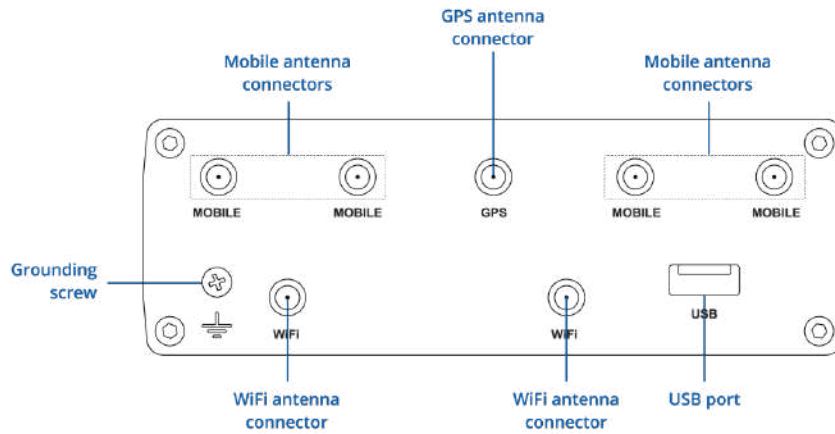 GPS antenna
connector
Mobile antenna
connectors
Mobile antenna
connectors
MOBILE
MOBILE
GPS
MOBILE
MOBILE
Grounding
screw
WiFi
WiFi
USB
WiFi antenna
connector
WiFi antenna
connector
USB port